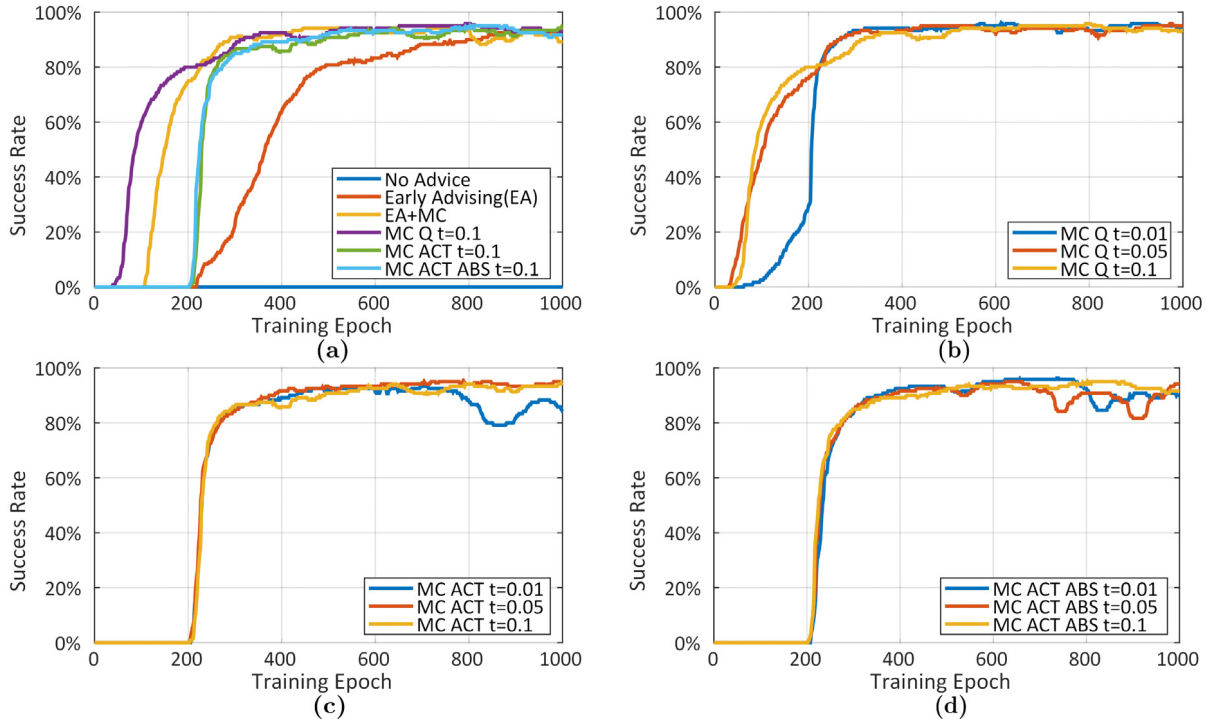 100%
80%
60%
40%
20%
0%
Success Rate
No Advice
Early Advising(EA)
EA+MC
MC Q t=0.1
MC ACT t=0.1
MC ACT ABS t=0.1
0 200 400 600 800 1000
Training Epoch
(a)
100%
80%
60%
40%
20%
0%
Success Rate
MC Q t=0.01
MC Q t=0.05
MC Q t=0.1
0 200 400 600 800 1000
Training Epoch
(b)
100%
80%
60%
40%
20%
0%
Success Rate
MC ACT t=0.01
MC ACT t=0.05
MC ACT t=0.1
0 200 400 600 800 1000
Training Epoch
(c)
100%
80%
60%
40%
20%
0%
Success Rate
MC ACT ABS t=0.01
MC ACT ABS t=0.05
MC ACT ABS t=0.1
0 200 400 600 800 1000
Training Epoch
(d)